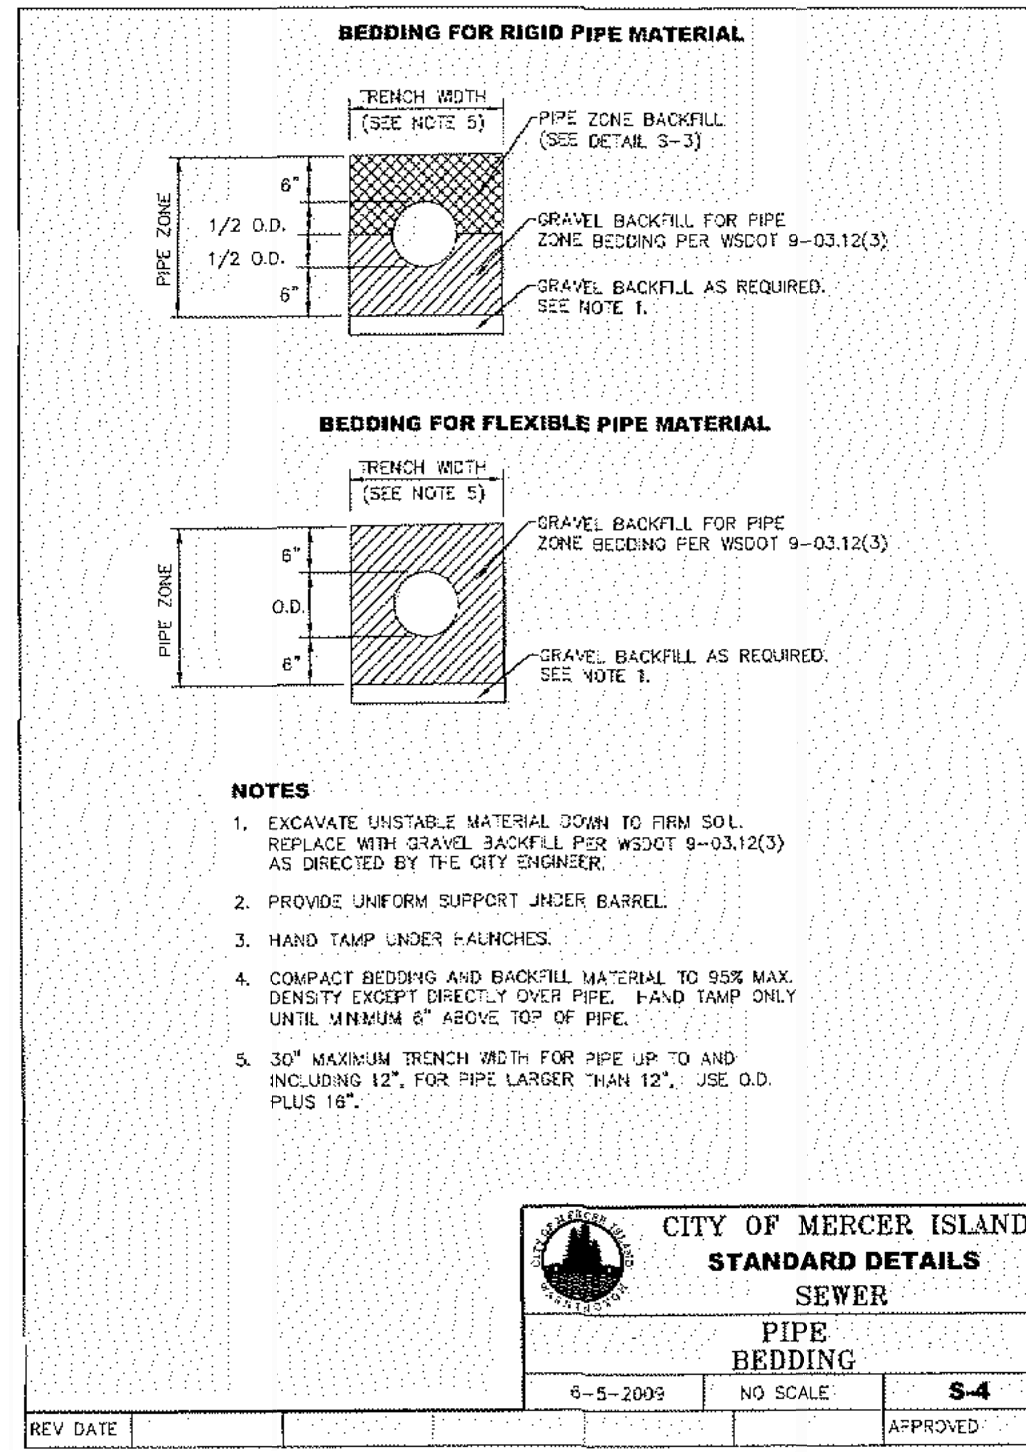 BEDDING FOR RIGID PIPE MATERIAL
TRENCH WIDTH
(SEE NOTE 5)
PIPE ZONE BACKFILL
(SEE DETAIL S-3)
6"
PIPE ZONE
1/2 O.D.
1/2 O.D.
6"
GRAVEL BACKFILL FOR PIPE
ZONE BEDDING PER WSDOT 9-03.12(3)
GRAVEL BACKFILL AS REQUIRED.
SEE NOTE 1.
BEDDING FOR FLEXIBLE PIPE MATERIAL
TRENCH WIDTH
(SEE NOTE 5)
GRAVEL BACKFILL FOR PIPE
ZONE BEDDING PER WSDOT 9-03.12(3)
6"
PIPE ZONE
O.D.
6"
GRAVEL BACKFILL AS REQUIRED.
SEE NOTE 1.
NOTES
1. EXCAVATE UNSTABLE MATERIAL DOWN TO FIRM SOIL.
REPLACE WITH GRAVEL BACKFILL PER WSDOT 9-03.12(3)
AS DIRECTED BY THE CITY ENGINEER.
2. PROVIDE UNIFORM SUPPORT UNDER BARREL.
3. HAND TAMP UNDER HAUNCHES.
4. COMPACT BEDDING AND BACKFILL MATERIAL TO 95% MAX.
DENSITY EXCEPT DIRECTLY OVER PIPE. HAND TAMP ONLY
UNTIL MINIMUM 6" ABOVE TOP OF PIPE.
5. 30" MAXIMUM TRENCH WIDTH FOR PIPE UP TO AND
INCLUDING 12", FOR PIPE LARGER THAN 12", USE O.D.
PLUS 16".
CITY OF MERCER ISLAND
WASHINGTON
CITY OF MERCER ISLAND
STANDARD DETAILS
SEWER
PIPE
BEDDING
6-5-2009
NO SCALE
S-4
REV DATE
APPROVED